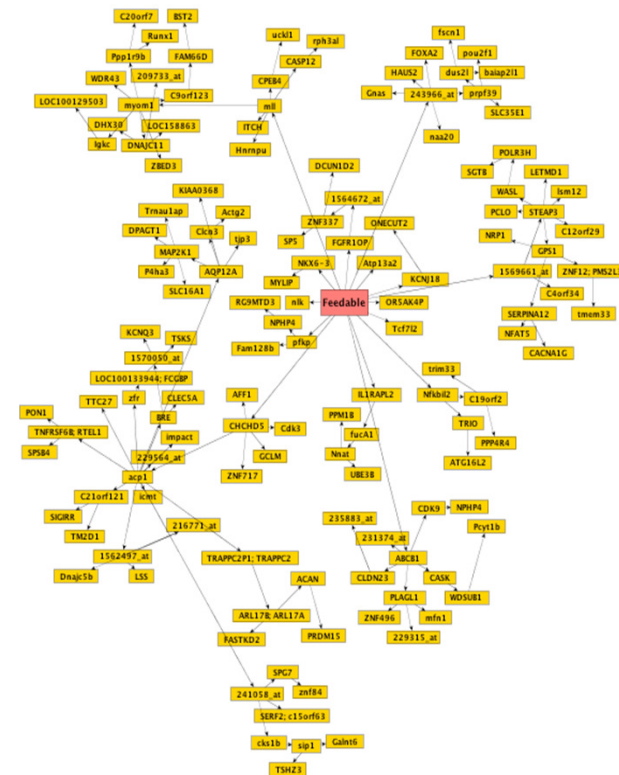 C20orf7
BST2
Runx1
Ppp1r9b
FAM66D
WDR43
209733_at
C9orf123
LOC100129503
myom1
DHX30
LOC158863
Igkc
DNAJC11
ZBED3
uckl1
rph3al
CASP12
CPEB4
mll
ITCH
Hnrnpu
fscn1
FOXA2
pou2f1
HAUS2
dus2l
baiap2l1
Gnas
243966_at
prpf39
SLC35E1
naa20
POLR3H
SGTB
LETMD1
WASL
lsm12
PCLO
STEAP3
C12orf29
NRP1
GPS1
1569661_at
ZNF12; PMS2L
C4orf34
SERPINA12
tmem33
NFAT5
CACNA1G
DCUN1D2
1564672_at
ZNF337
ONECUT2
SP5
FGFR1OP
NKX6-3
Atp13a2
MYLIP
KCNJ18
RG9MTD3
nlk
Feedable
OR5AK4P
NPHP4
Tcf7l2
Fam128b
pfkp
KIAA0368
Trnau1ap
Actg2
DPAGT1
Clcn3
MAP2K1
tjp3
P4ha3
AQP12A
SLC16A1
KCNQ3
TSKS
1570050_at
LOC100133944; FCGBP
PON1
TTC27
zfr
CLEC5A
BRE
TNFRSF6B; RTEL1
impact
SPSB4
229564_at
acp1
C21orf121
icmt
SIGIRR
TM2D1
216771_at
1562497_at
Dnajc5b
LSS
AFF1
CHCHD5
Cdk3
GCLM
ZNF717
IL1RAPL2
PPM1B
fucA1
Nnat
UBE3B
trim33
Nfkbil2
C19orf2
TRIO
PPP4R4
ATG16L2
235883_at
CDK9
NPHP4
231374_at
Pcyt1b
ABCB1
CLDN23
CASK
PLAGL1
WDSUB1
ZNF496
mfn1
229315_at
TRAPPC2P1; TRAPPC2
ACAN
ARL17B; ARL17A
FASTKD2
PRDM15
SPG7
241058_at
znf84
SERF2; c15orf63
cks1b
sip1
Galnt6
TSHZ3